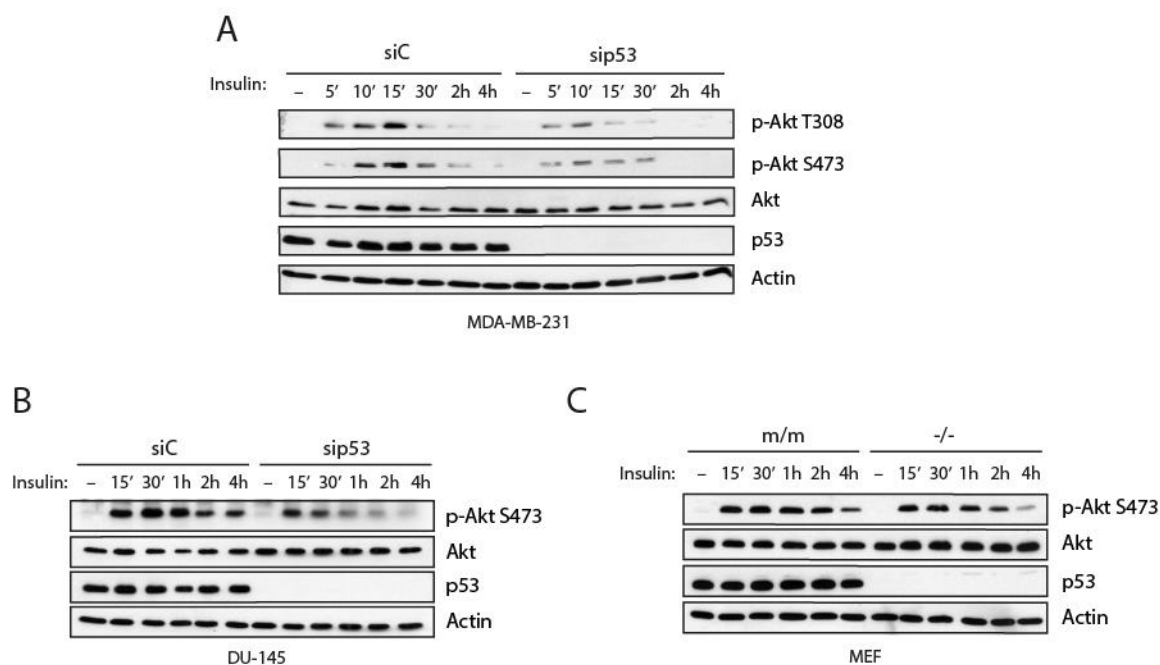 A
siC sip53
Insulin: – 5’ 10’ 15’ 30’ 2h 4h – 5’ 10’ 15’ 30’ 2h 4h
p-Akt T308
p-Akt S473
Akt
p53
Actin
MDA-MB-231
B
siC sip53
Insulin: – 15’ 30’ 1h 2h 4h – 15’ 30’ 1h 2h 4h
p-Akt S473
Akt
p53
Actin
DU-145
C
m/m -/-
Insulin: – 15’ 30’ 1h 2h 4h – 15’ 30’ 1h 2h 4h
p-Akt S473
Akt
p53
Actin
MEF